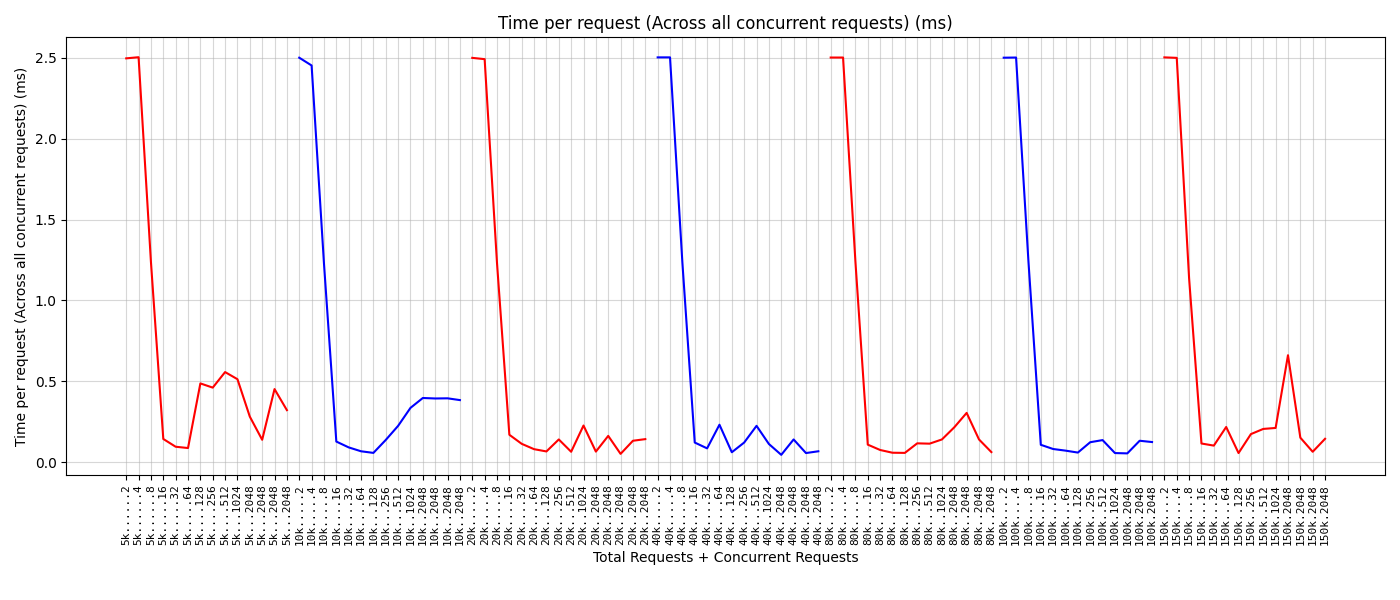 Time per request (Across all concurrent requests) (ms)
Time per request (Across all concurrent requests) (ms)
2.5
2.0
1.5
1.0
0.5
0.0
5k......2
5k......4
5k......8
5k.....16
5k.....32
5k.....64
5k....128
5k....256
5k....512
5k...1024
5k...2048
5k...2048
5k...2048
5k...2048
10k.....2
10k.....4
10k.....8
10k....16
10k....32
10k....64
10k...128
10k...256
10k...512
10k..1024
10k..2048
10k..2048
10k..2048
10k..2048
20k.....2
20k.....4
20k.....8
20k....16
20k....32
20k....64
20k...128
20k...256
20k...512
20k..1024
20k..2048
20k..2048
20k..2048
20k..2048
20k..2048
40k.....2
40k.....4
40k.....8
40k....16
40k....32
40k....64
40k...128
40k...256
40k...512
40k..1024
40k..2048
40k..2048
40k..2048
40k..2048
80k.....2
80k.....4
80k.....8
80k....16
80k....32
80k....64
80k...128
80k...256
80k...512
80k..1024
80k..2048
80k..2048
80k..2048
80k..2048
100k....2
100k....4
100k....8
100k...16
100k...32
100k...64
100k..128
100k..256
100k..512
100k.1024
100k.2048
100k.2048
100k.2048
150k....2
150k....4
150k....8
150k...16
150k...32
150k...64
150k..128
150k..256
150k..512
150k.1024
150k.2048
150k.2048
150k.2048
150k.2048
Total Requests + Concurrent Requests